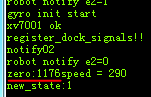 robot notify e2=1
gyro init start
xv7001 ok
register_dock_signals!!
notify02
robot notify e2=0
zero:1176speed = 290
new_state:1